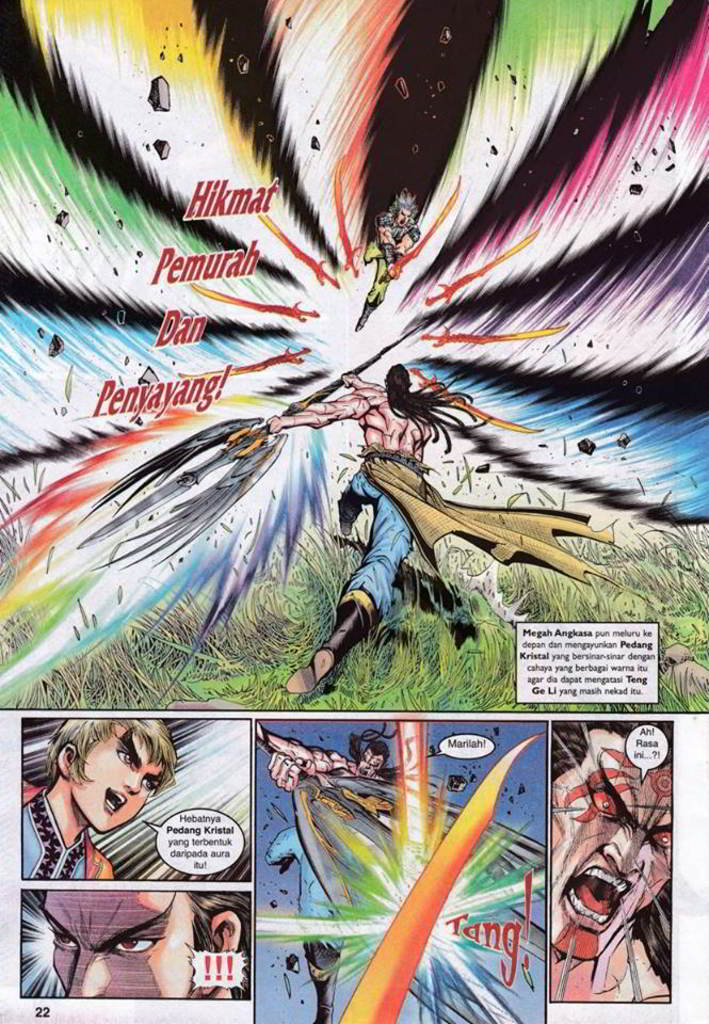 Hikmat
Pemurah
Dan
Penyayang!
Megah Angkasa pun meluru ke
depan dan mengayunkan Pedang
Kristal yang bersinar-sinar dengan
cahaya yang berbagai warna itu
agar dia dapat mengatasi Teng
Ge Li yang masih nekad itu.
Hebatnya
Pedang Kristal
yang terbentuk
daripada aura
itu!
!!!
Marilah!
Tang!
Ah!
Rasa
ini...?!
22